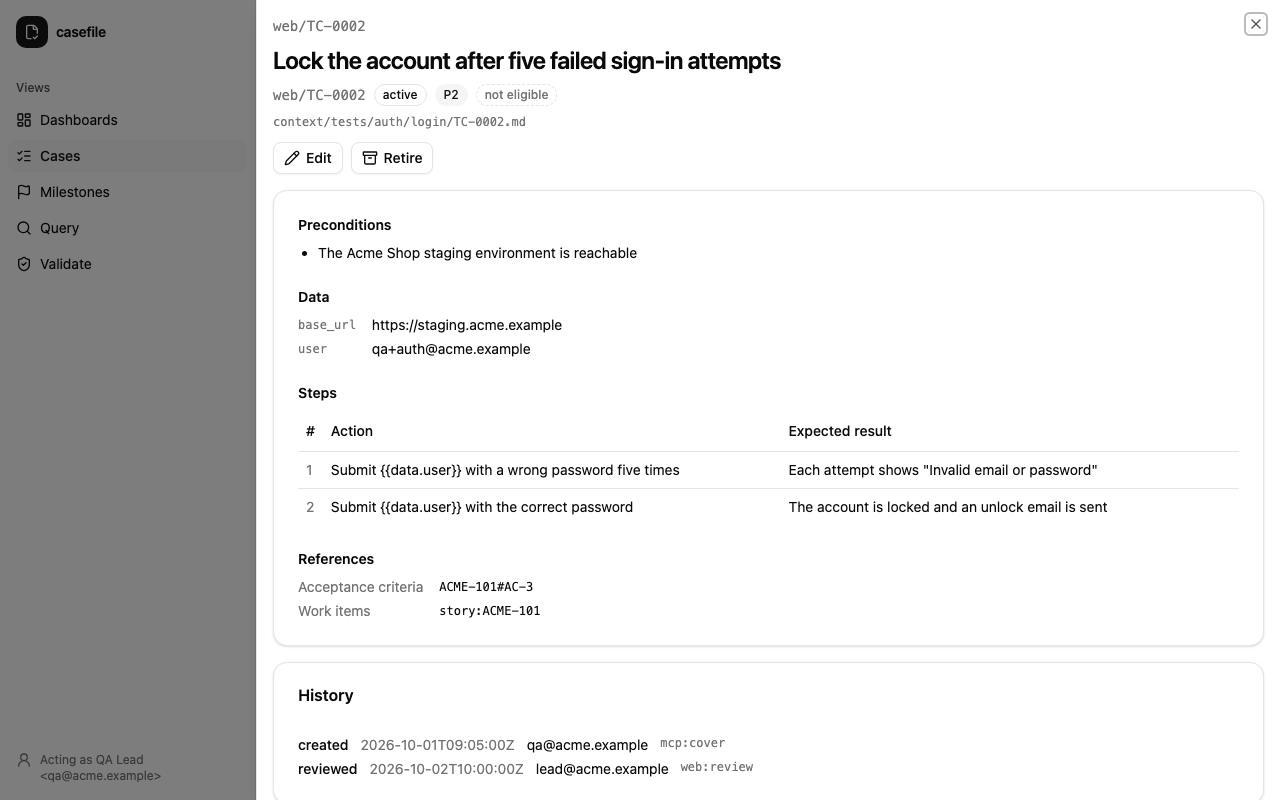 casefile
Views
Dashboards
Cases
Milestones
Query
Validate
Acting as QA Lead
<qa@acme.example>
web/TC-0002
Lock the account after five failed sign-in attempts
web/TC-0002 active P2 not eligible
context/tests/auth/login/TC-0002.md
Edit Retire
Preconditions
• The Acme Shop staging environment is reachable
Data
base_url https://staging.acme.example
user qa+auth@acme.example
Steps
# Action Expected result
1 Submit {{data.user}} with a wrong password five times Each attempt shows "Invalid email or password"
2 Submit {{data.user}} with the correct password The account is locked and an unlock email is sent
References
Acceptance criteria ACME-101#AC-3
Work items story:ACME-101
History
created 2026-10-01T09:05:00Z qa@acme.example mcp:cover
reviewed 2026-10-02T10:00:00Z lead@acme.example web:review